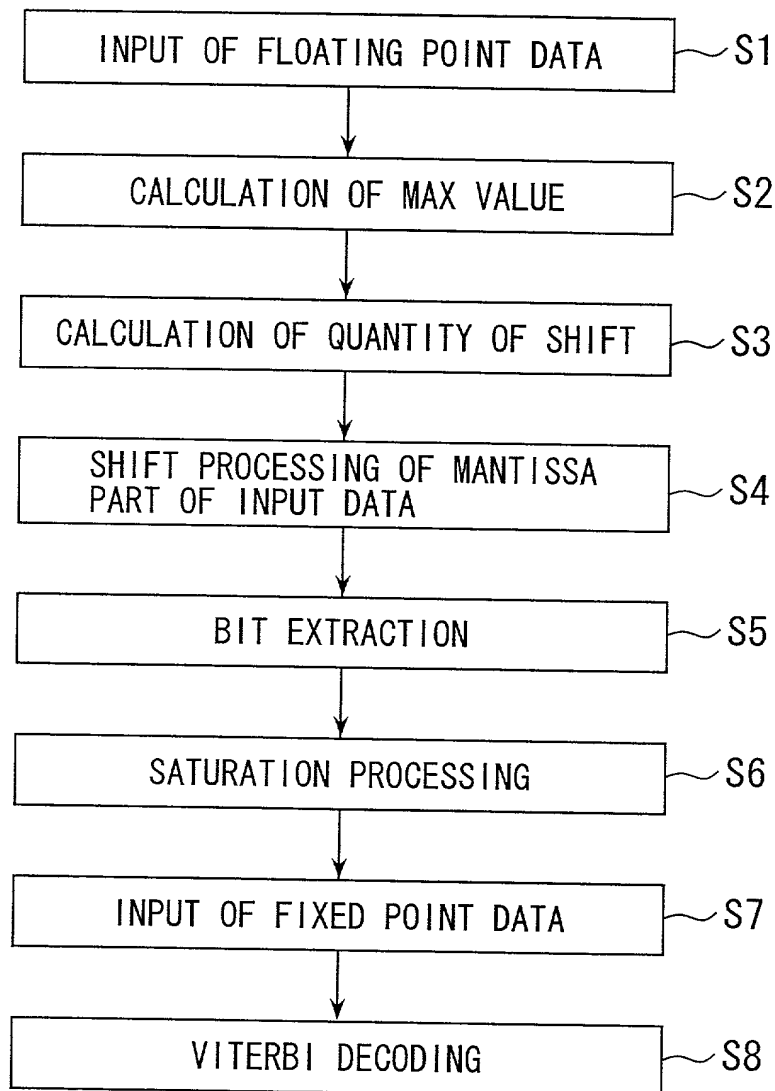 INPUT OF FLOATING POINT DATA S1
CALCULATION OF MAX VALUE S2
CALCULATION OF QUANTITY OF SHIFT S3
SHIFT PROCESSING OF MANTISSA
PART OF INPUT DATA S4
BIT EXTRACTION S5
SATURATION PROCESSING S6
INPUT OF FIXED POINT DATA S7
VITERBI DECODING S8